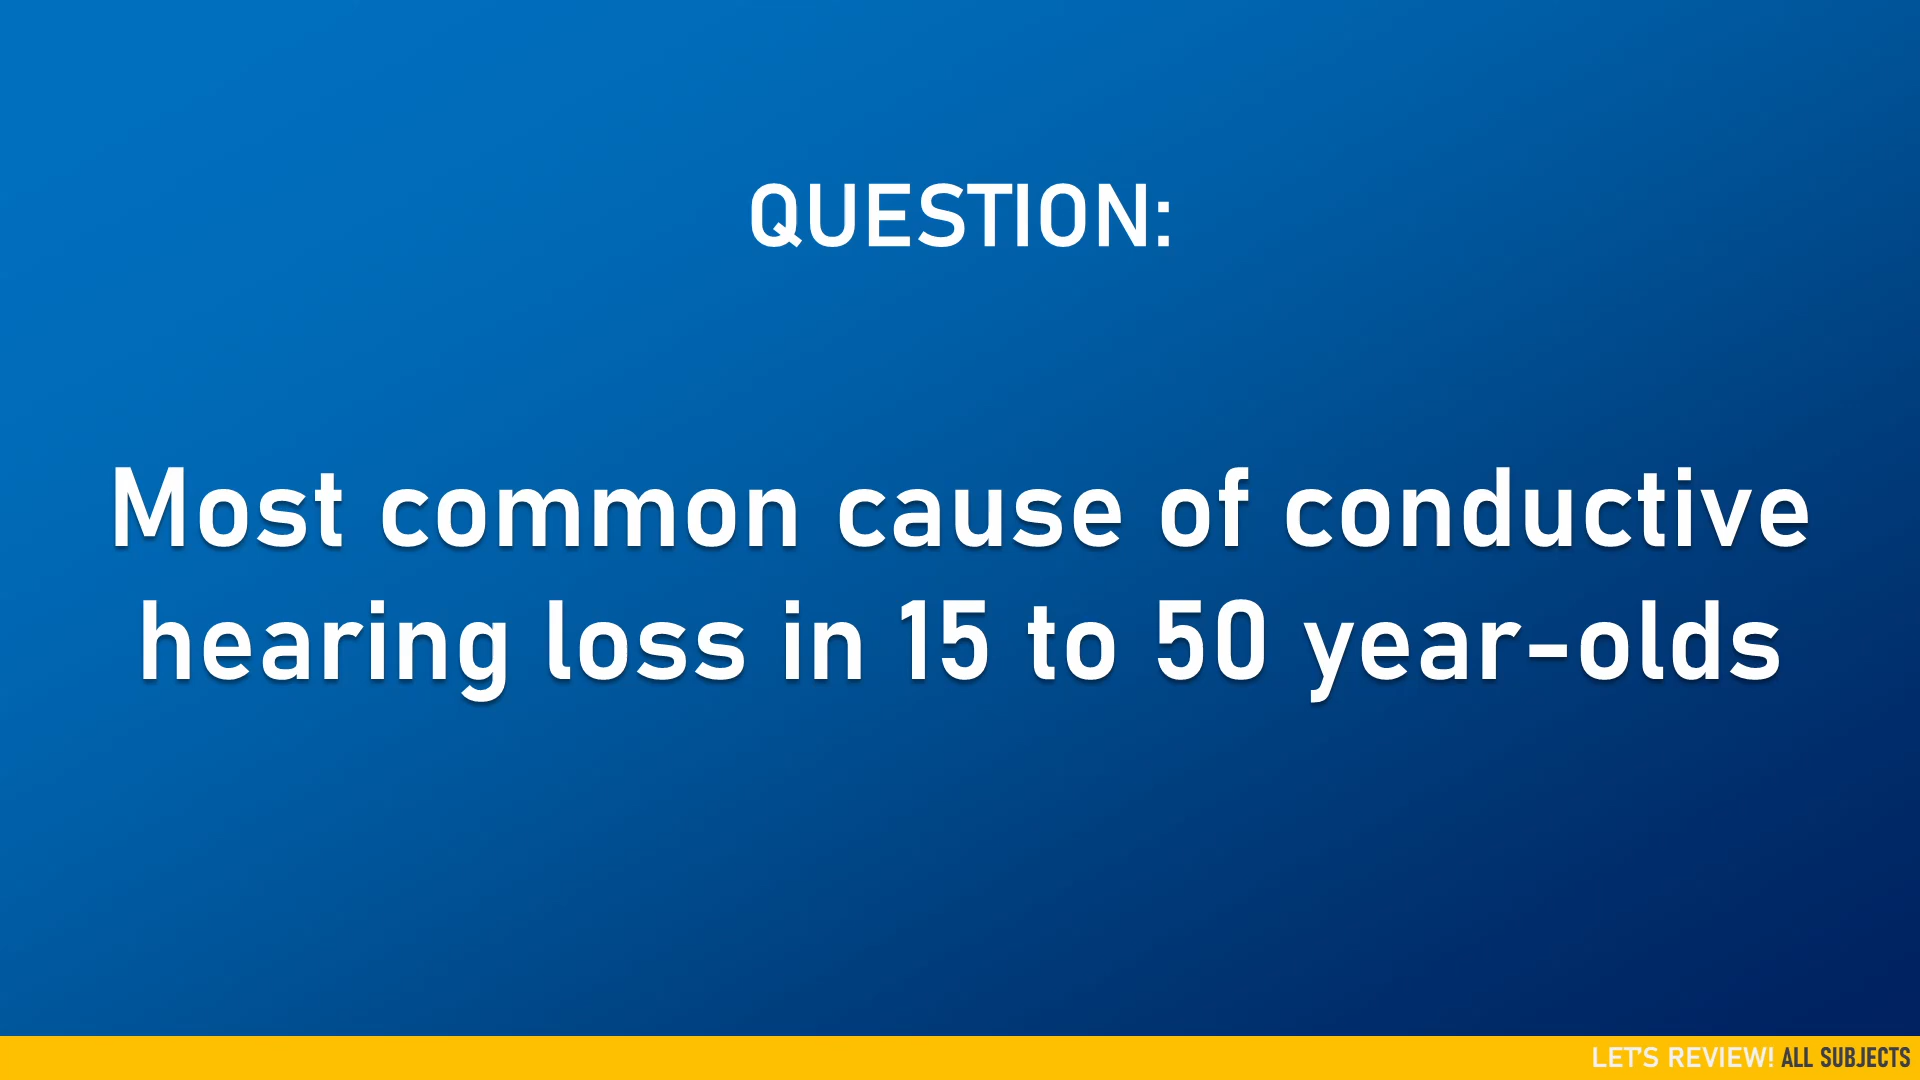 QUESTION:
Most common cause of conductive
hearing loss in 15 to 50 year-olds
LET'S REVIEW! ALL SUBJECTS